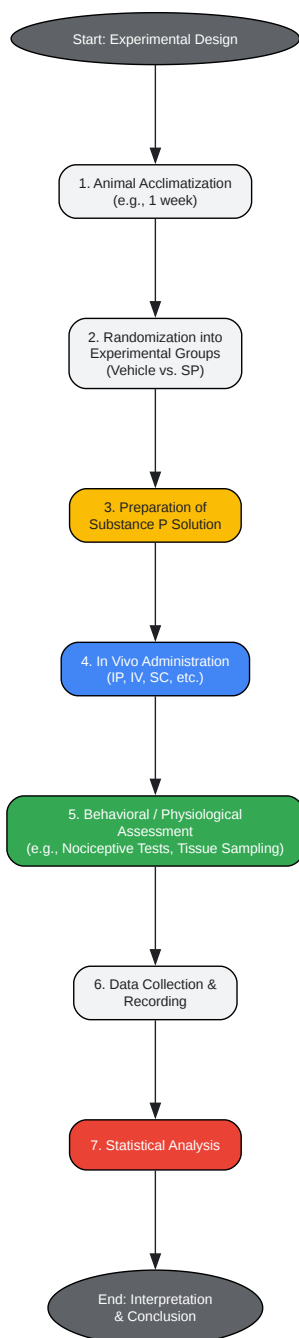 Start: Experimental Design
1. Animal Acclimatization
(e.g., 1 week)
2. Randomization into
Experimental Groups
(Vehicle vs. SP)
3. Preparation of
Substance P Solution
4. In Vivo Administration
(IP, IV, SC, etc.)
5. Behavioral / Physiological
Assessment
(e.g., Nociceptive Tests, Tissue Sampling)
6. Data Collection &
Recording
7. Statistical Analysis
End: Interpretation
& Conclusion